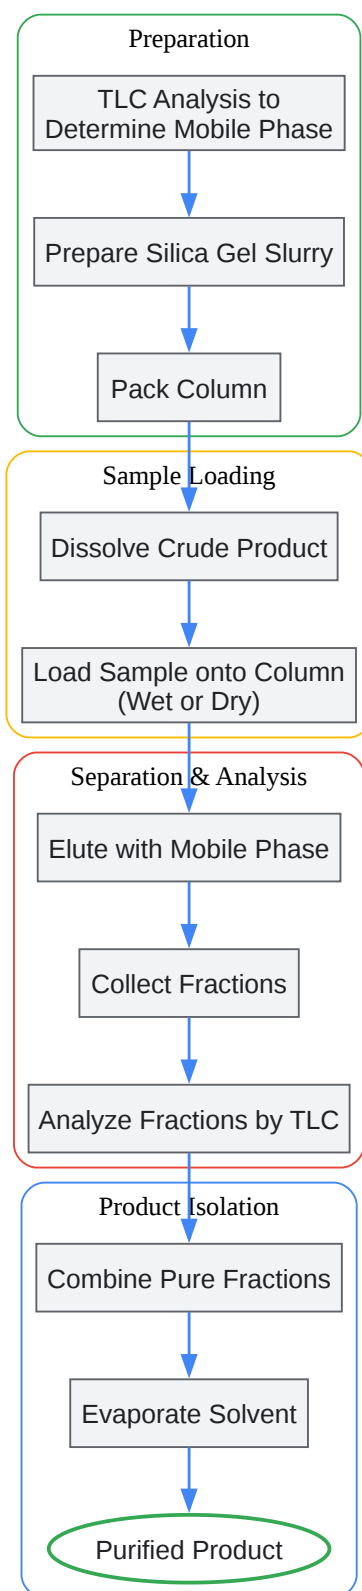 Preparation
TLC Analysis to
Determine Mobile Phase
Prepare Silica Gel Slurry
Pack Column
Sample Loading
Dissolve Crude Product
Load Sample onto Column
(Wet or Dry)
Separation & Analysis
Elute with Mobile Phase
Collect Fractions
Analyze Fractions by TLC
Product Isolation
Combine Pure Fractions
Evaporate Solvent
Purified Product